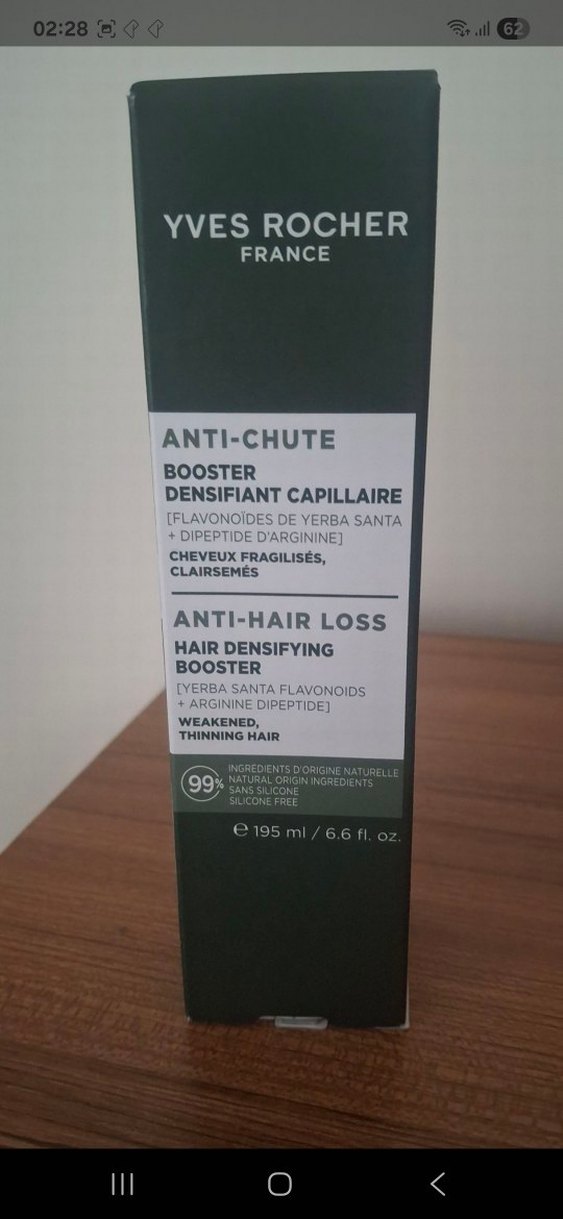 02:28
62
YVES ROCHER
FRANCE
ANTI-CHUTE
BOOSTER
DENSIFIANT CAPILLAIRE
[FLAVONOÏDES DE YERBA SANTA
+ DIPEPTIDE D'ARGININE]
CHEVEUX FRAGILISÉS,
CLAIRSEMÉS
ANTI-HAIR LOSS
HAIR DENSIFYING
BOOSTER
[YERBA SANTA FLAVONOIDS
+ ARGININE DIPEPTIDE]
WEAKENED,
THINNING HAIR
99%
INGRÉDIENTS D'ORIGINE NATURELLE
NATURAL ORIGIN INGREDIENTS
SANS SILICONE
SILICONE FREE
℮ 195 ml / 6.6 fl. oz.